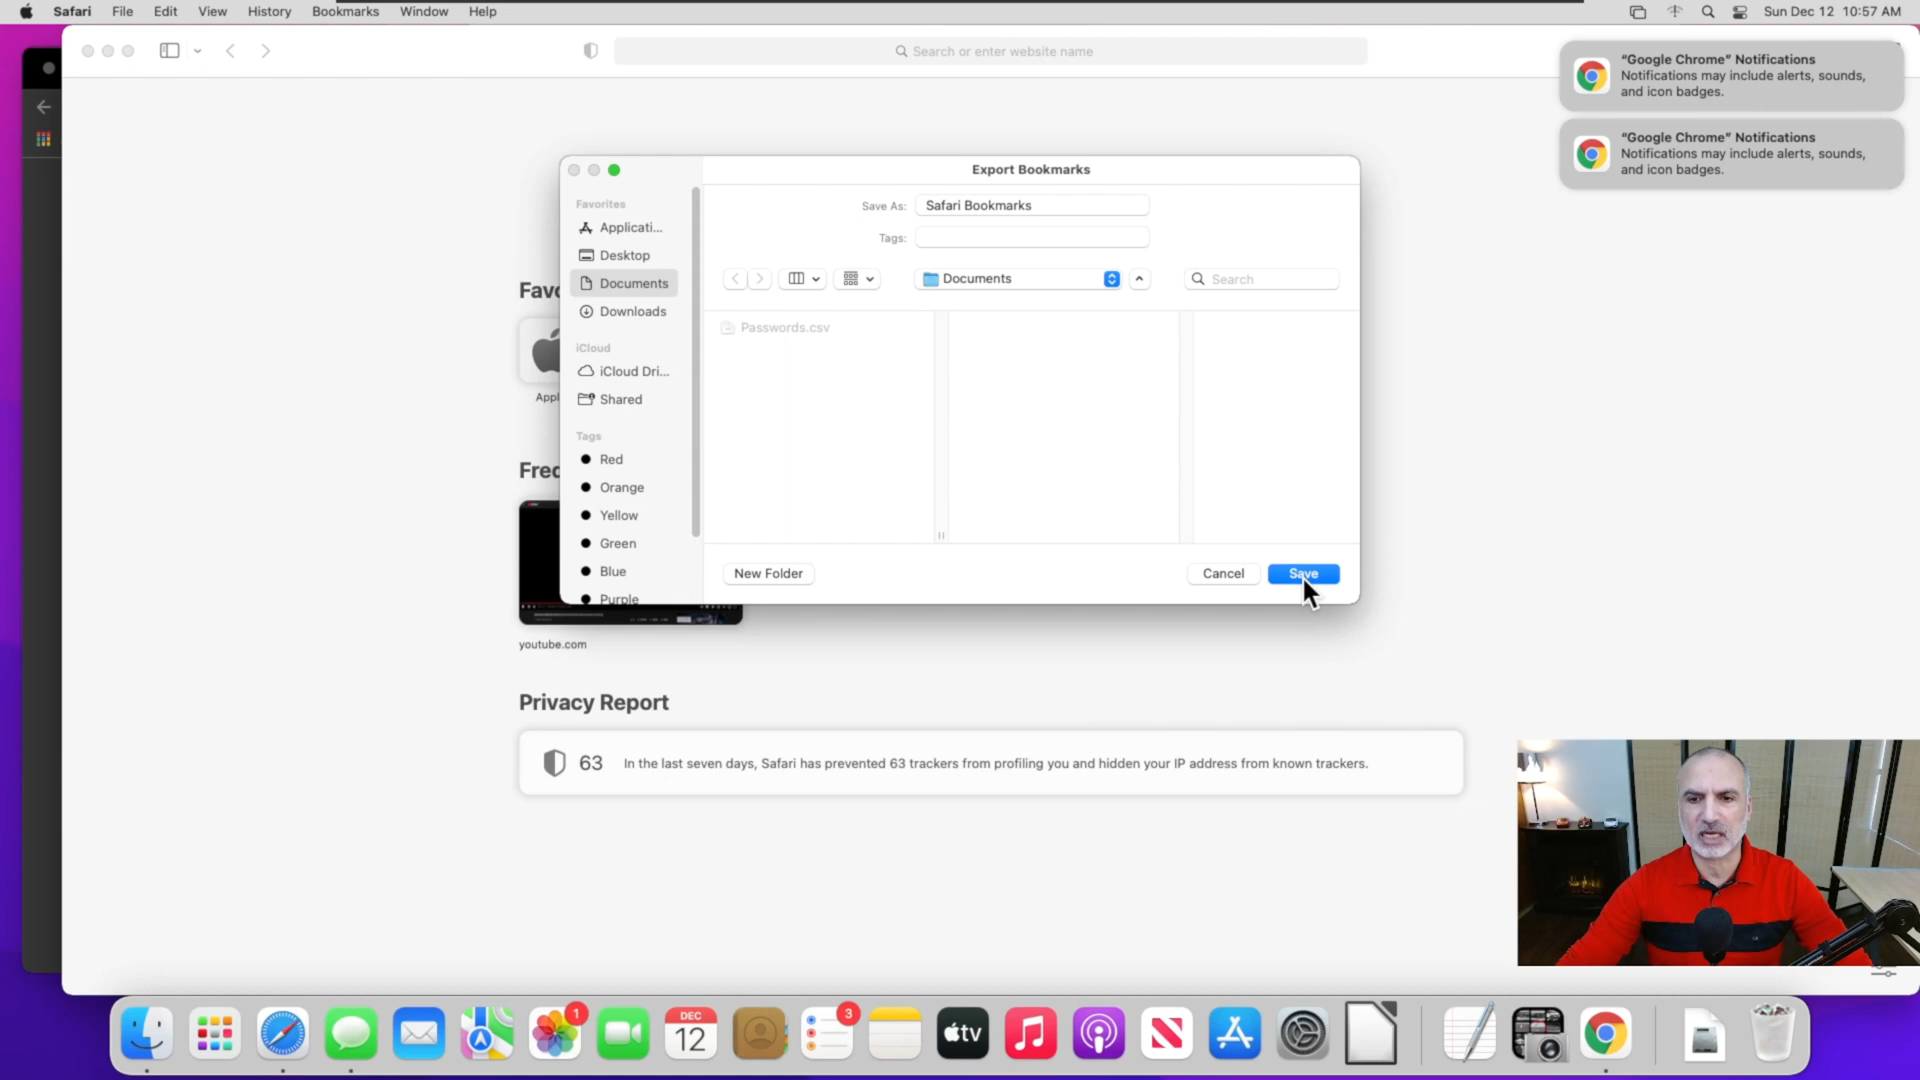 Safari File Edit View History Bookmarks Window Help
Sun Dec 12 10:57 AM
Search or enter website name
“Google Chrome” Notifications
Notifications may include alerts, sounds,
and icon badges.
“Google Chrome” Notifications
Notifications may include alerts, sounds,
and icon badges.
Export Bookmarks
Save As: Safari Bookmarks
Tags:
Documents
Search
Favorites
Applicati...
Desktop
Documents
Downloads
iCloud
iCloud Dri...
Shared
Tags
Red
Orange
Yellow
Green
Blue
Purple
Passwords.csv
New Folder
Cancel
Save
Favo
Appl
Freq
youtube.com
Privacy Report
63 In the last seven days, Safari has prevented 63 trackers from profiling you and hidden your IP address from known trackers.
1
DEC
12
3
tv